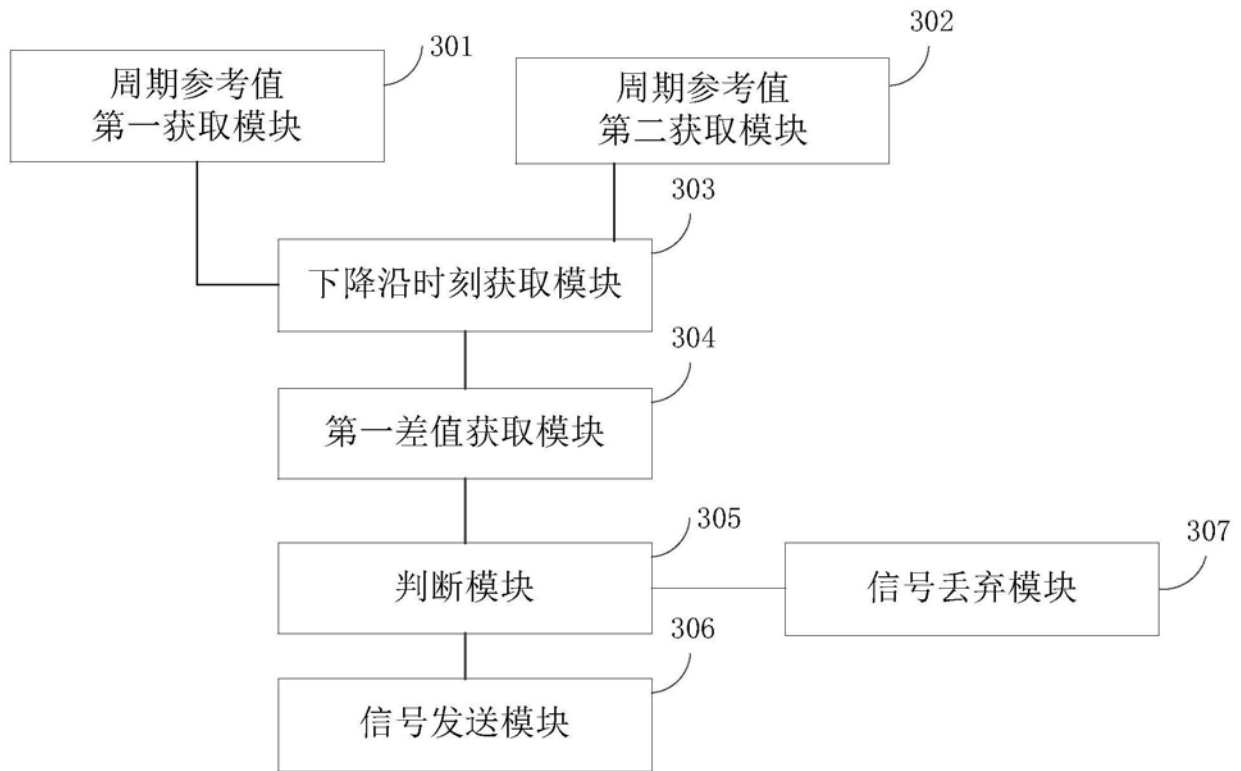 301
周期参考值
第一获取模块
302
周期参考值
第二获取模块
303
下降沿时刻获取模块
304
第一差值获取模块
305
判断模块
307
信号丢弃模块
306
信号发送模块